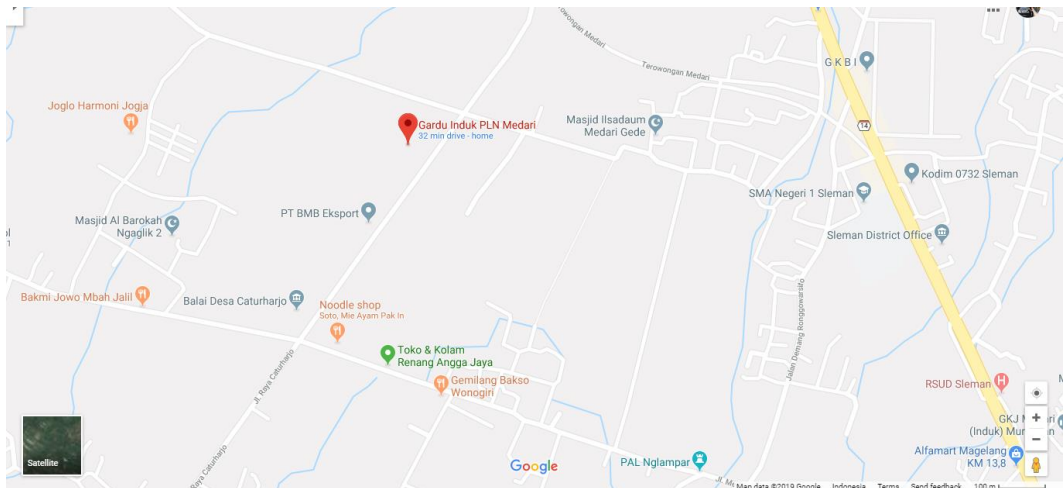 Terowongan Medari
Terowongan Medari
G K B I
Joglo Harmoni Jogja
Gardu Induk PLN Medari
32 min drive - home
Masjid Ilsadaum
Medari Gede
14
Kodim 0732 Sleman
SMA Negeri 1 Sleman
PT BMB Eksport
Masjid Al Barokah
Ngaglik 2
Sleman District Office
Bakmi Jowo Mbah Jalil
Balai Desa Caturharjo
Noodle shop
Soto, Mie Ayam Pak In
Jalan Demang Ronggowarsito
Toko & Kolam
Renang Angga Jaya
Jl. Raya Caturharjo
Gemilang Bakso
Wonogiri
RSUD Sleman
GKJ
(Induk)
Alfamart Magelang
KM 13,8
Satellite
Google
PAL Nglampar
Map data ©2019 Google Indonesia Terms Send feedback 100 m